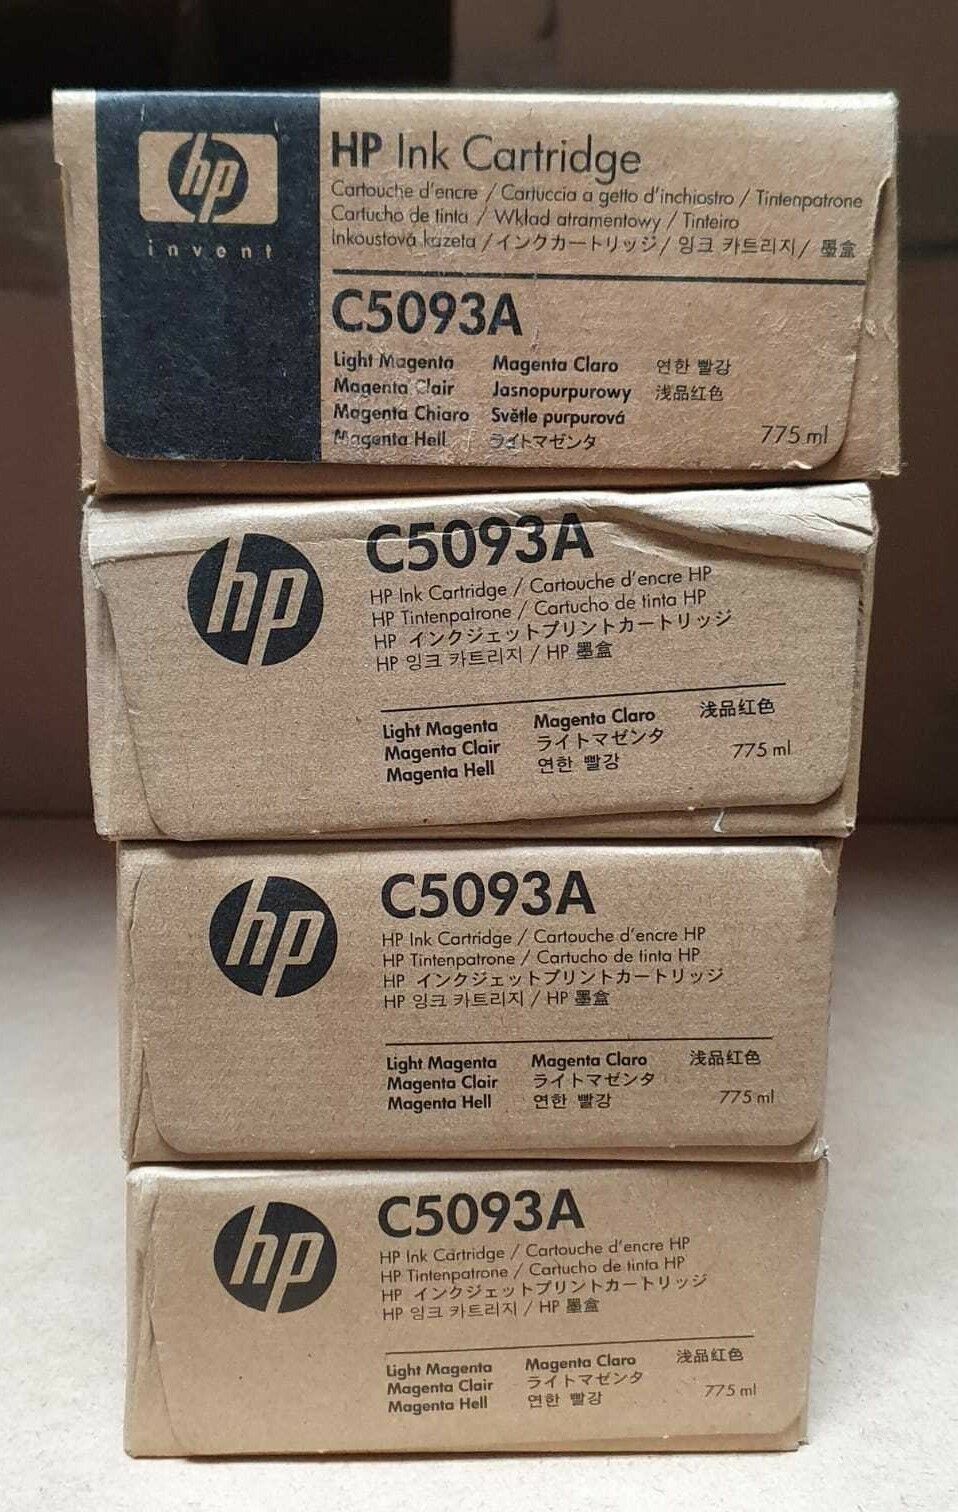 hp
invent
HP Ink Cartridge
Cartouche d'encre / Cartuccia a getto d'inchiostro / Tintenpatrone
Cartucho de tinta / Wkład atramentowy / Tinteiro
Inkoustová kazeta / インクカートリッジ / 잉크 카트리지 / 墨盒
C5093A
Light Magenta Magenta Claro 연한 빨강
Magenta Clair Jasnopurpurowy 浅品红色
Magenta Chiaro Světle purpurová
Magenta Hell ライトマゼンタ 775 ml
hp
C5093A
HP Ink Cartridge / Cartouche d'encre HP
HP Tintenpatrone / Cartucho de tinta HP
HP インクジェットプリントカートリッジ
HP 잉크 카트리지 / HP 墨盒
Light Magenta Magenta Claro 浅品红色
Magenta Clair ライトマゼンタ
Magenta Hell 연한 빨강 775 ml
hp
C5093A
HP Ink Cartridge / Cartouche d'encre HP
HP Tintenpatrone / Cartucho de tinta HP
HP インクジェットプリントカートリッジ
HP 잉크 카트리지 / HP 墨盒
Light Magenta Magenta Claro 浅品红色
Magenta Clair ライトマゼンタ
Magenta Hell 연한 빨강 775 ml
hp
C5093A
HP Ink Cartridge / Cartouche d'encre HP
HP Tintenpatrone / Cartucho de tinta HP
HP インクジェットプリントカートリッジ
HP 잉크 카트리지 / HP 墨盒
Light Magenta Magenta Claro 浅品红色
Magenta Clair ライトマゼンタ
Magenta Hell 연한 빨강 775 ml